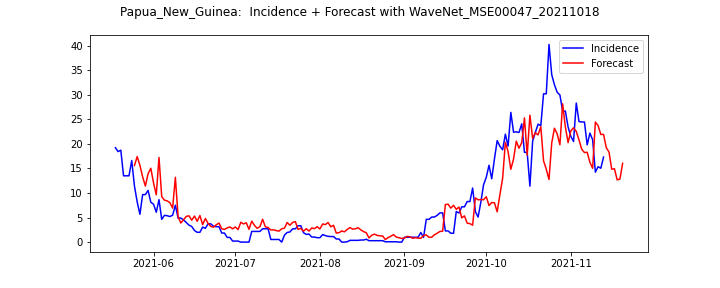 Papua_New_Guinea:  Incidence + Forecast with WaveNet_MSE00047_20211018
Incidence
Forecast
40
35
30
25
20
15
10
5
0
2021-06 2021-07 2021-08 2021-09 2021-10 2021-11